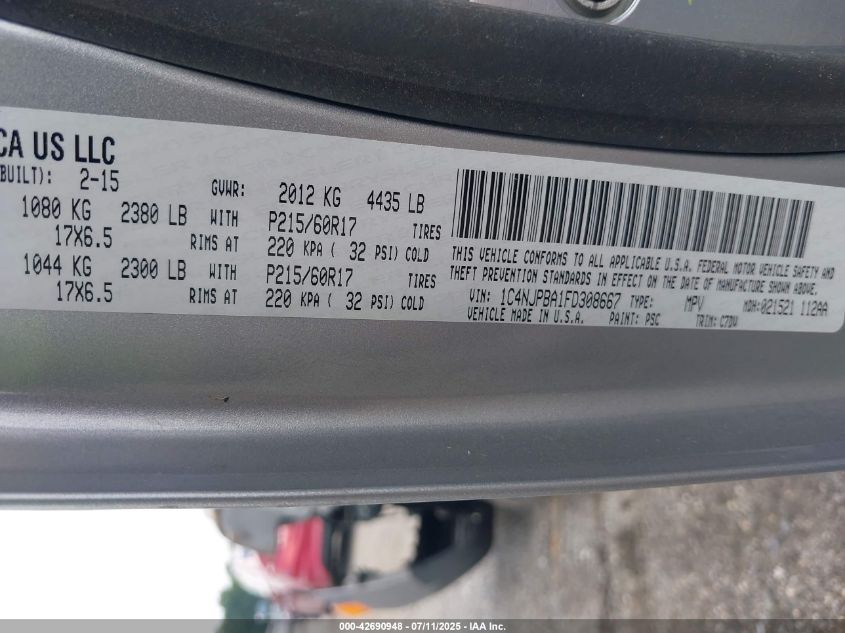 CA US LLC
BUILT): 2-15
GVWR: 2012 KG 4435 LB
1080 KG 2380 LB WITH P215/60R17 TIRES
17X6.5 RIMS AT 220 KPA ( 32 PSI) COLD
1044 KG 2300 LB WITH P215/60R17 TIRES
17X6.5 RIMS AT 220 KPA ( 32 PSI) COLD
THIS VEHICLE CONFORMS TO ALL APPLICABLE U.S.A. FEDERAL MOTOR VEHICLE SAFETY AND
THEFT PREVENTION STANDARDS IN EFFECT ON THE DATE OF MANUFACTURE SHOWN ABOVE.
VIN: 1C4NJPBA1FD308667 TYPE: MPV MDH:021521 112AA
VEHICLE MADE IN U.S.A. PAINT: PSC TRIM:
000-42690948 - 07/11/2025 - IAA Inc.